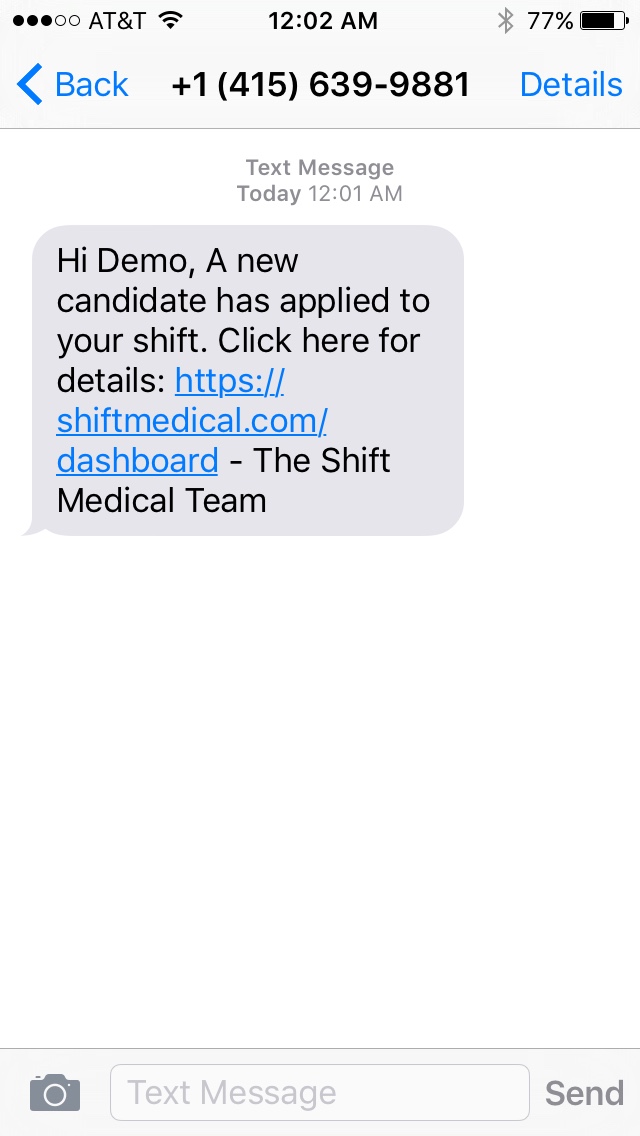 AT&T 12:02 AM 77%
Back +1 (415) 639-9881 Details
Text Message
Today 12:01 AM
Hi Demo, A new
candidate has applied to
your shift. Click here for
details: https://
shiftmedical.com/
dashboard - The Shift
Medical Team
Text Message Send